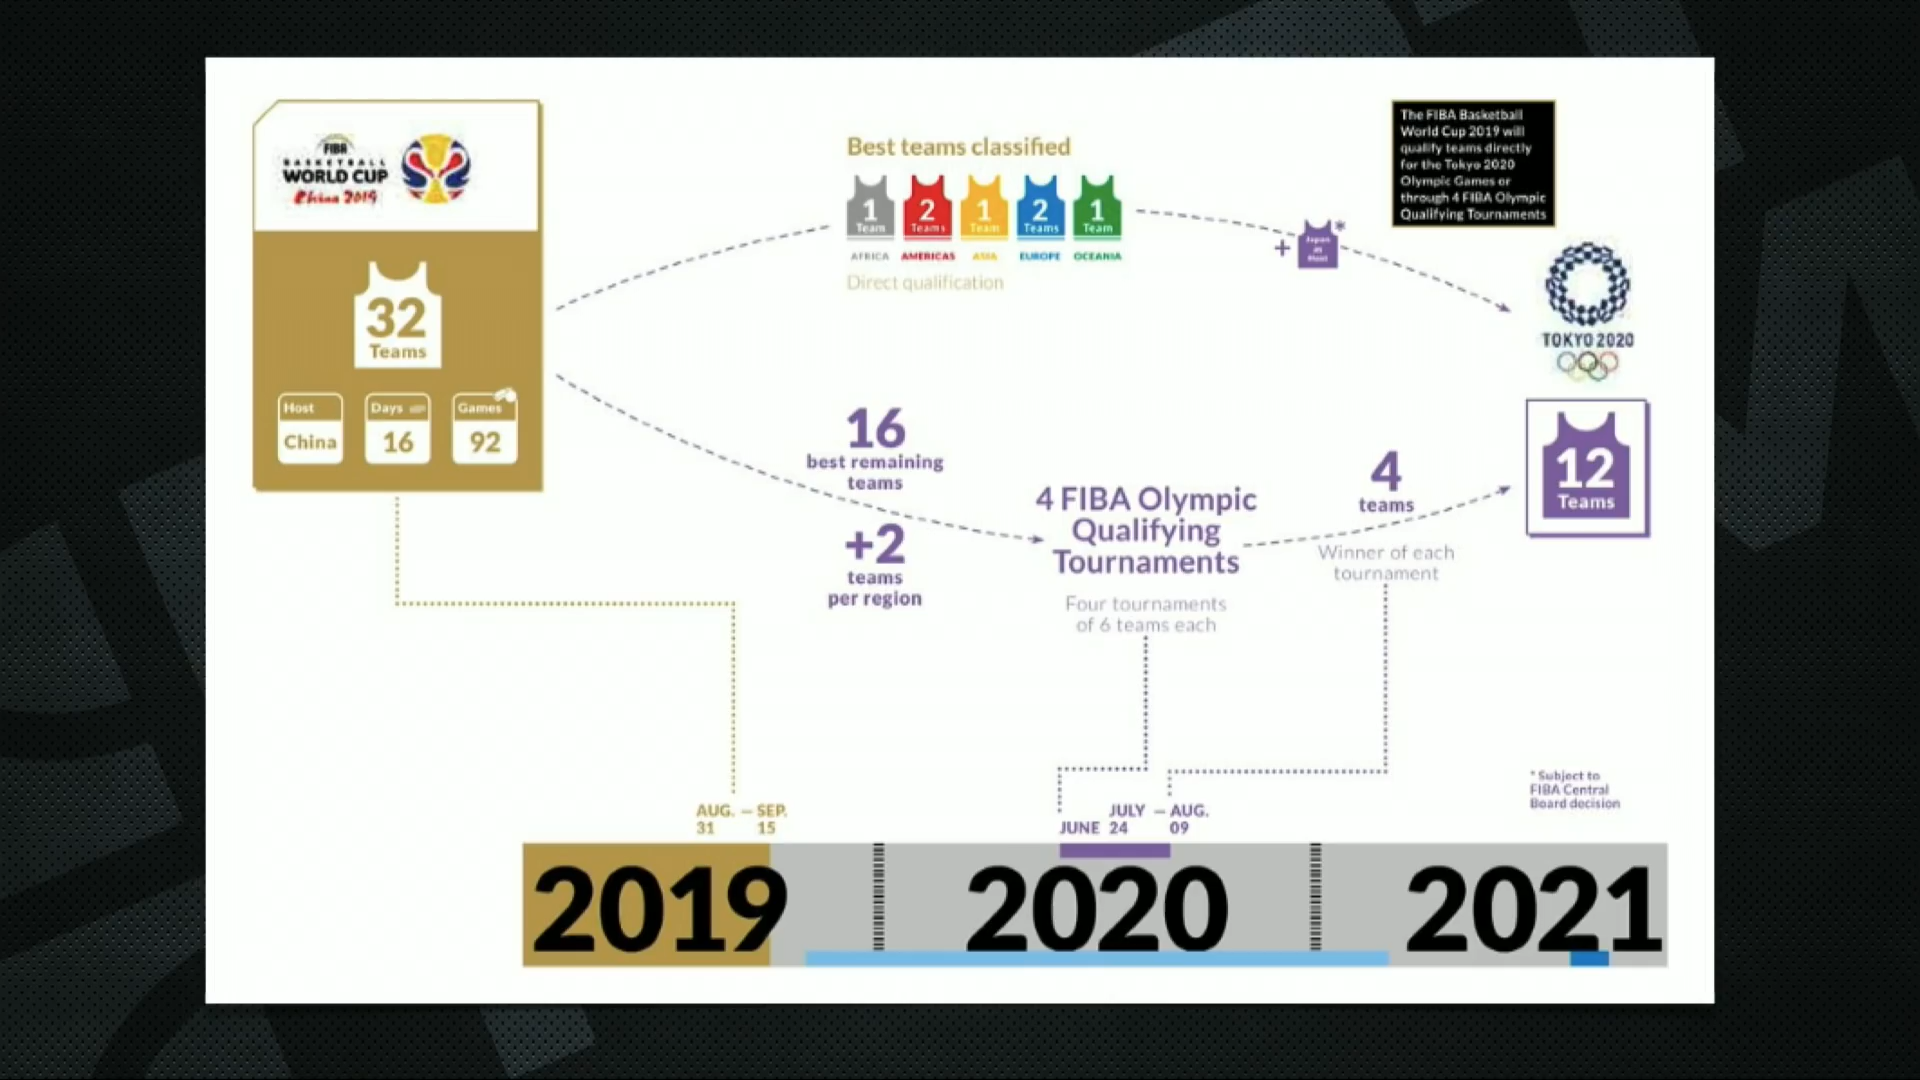 FIBA
BASKETBALL
WORLD CUP
China 2019
32
Teams
Host
China
Days
16
Games
92
Best teams classified
1
Team
2
Teams
1
Team
2
Teams
1
Team
AFRICA
AMERICAS
ASIA
EUROPE
OCEANIA
Direct qualification
+
Japan
as
Host
*
The FIBA Basketball
World Cup 2019 will
qualify teams directly
for the Tokyo 2020
Olympic Games or
through 4 FIBA Olympic
Qualifying Tournaments
TOKYO 2020
12
Teams
16
best remaining
teams
+2
teams
per region
4 FIBA Olympic
Qualifying
Tournaments
Four tournaments
of 6 teams each
4
teams
Winner of each
tournament
* Subject to
FIBA Central
Board decision
AUG. – SEP.
31 15
JULY – AUG.
JUNE 24 09
2019
2020
2021